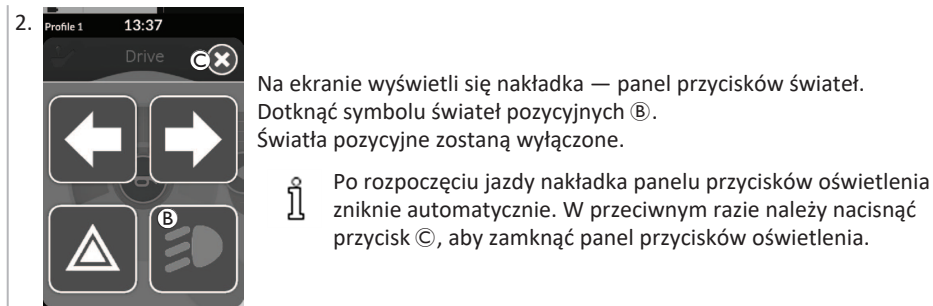 2.
Profile 1 13:37
Drive Ⓒ
Na ekranie wyświetli się nakładka — panel przycisków świateł.
Dotknąć symbolu świateł pozycyjnych Ⓑ.
Światła pozycyjne zostaną wyłączone.
Po rozpoczęciu jazdy nakładka panelu przycisków oświetlenia
zniknie automatycznie. W przeciwnym razie należy nacisnąć
przycisk Ⓒ, aby zamknąć panel przycisków oświetlenia.
Ⓑ